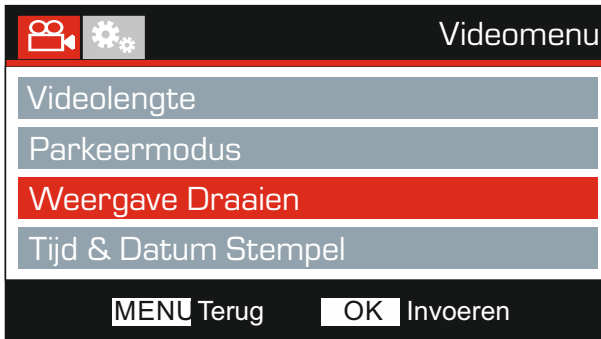 Videomenu
Videolengte
Parkeermodus
Weergave Draaien
Tijd & Datum Stempel
MENU Terug OK Invoeren